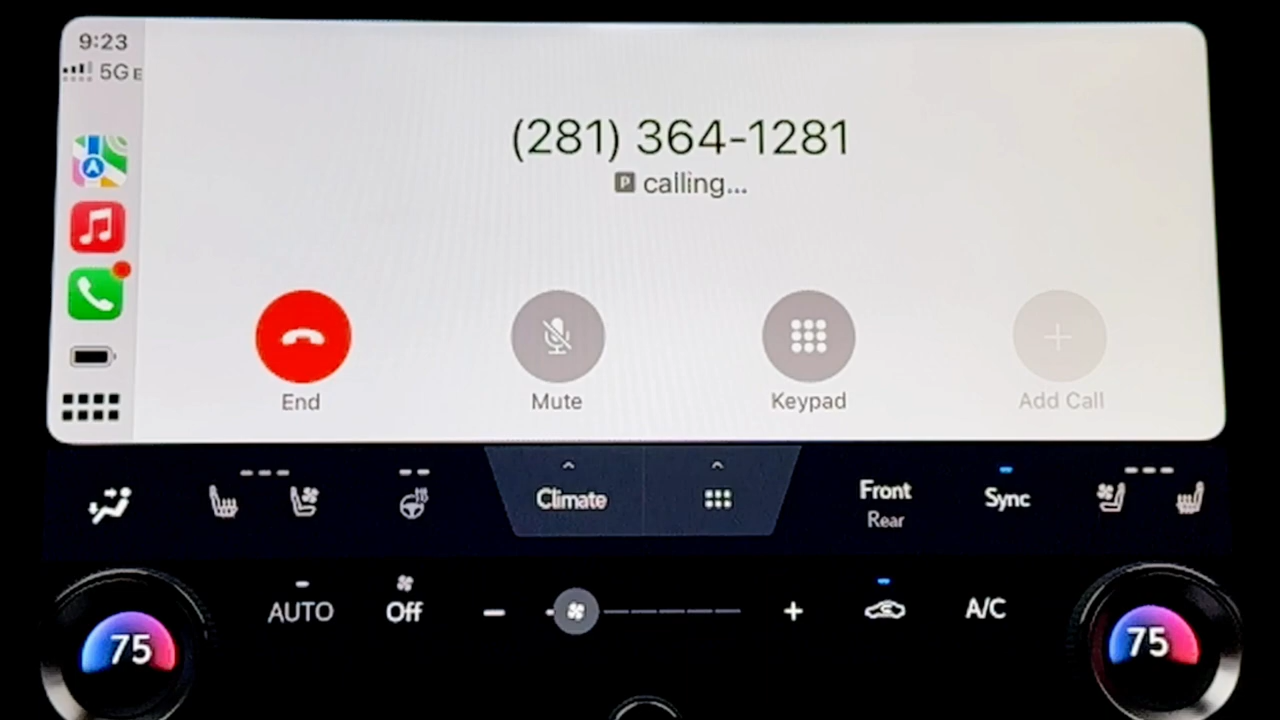 9:23
5G E
(281) 364-1281
P calling...
End
Mute
Keypad
Add Call
Climate
Front
Rear
Sync
AUTO
Off
A/C
75
75